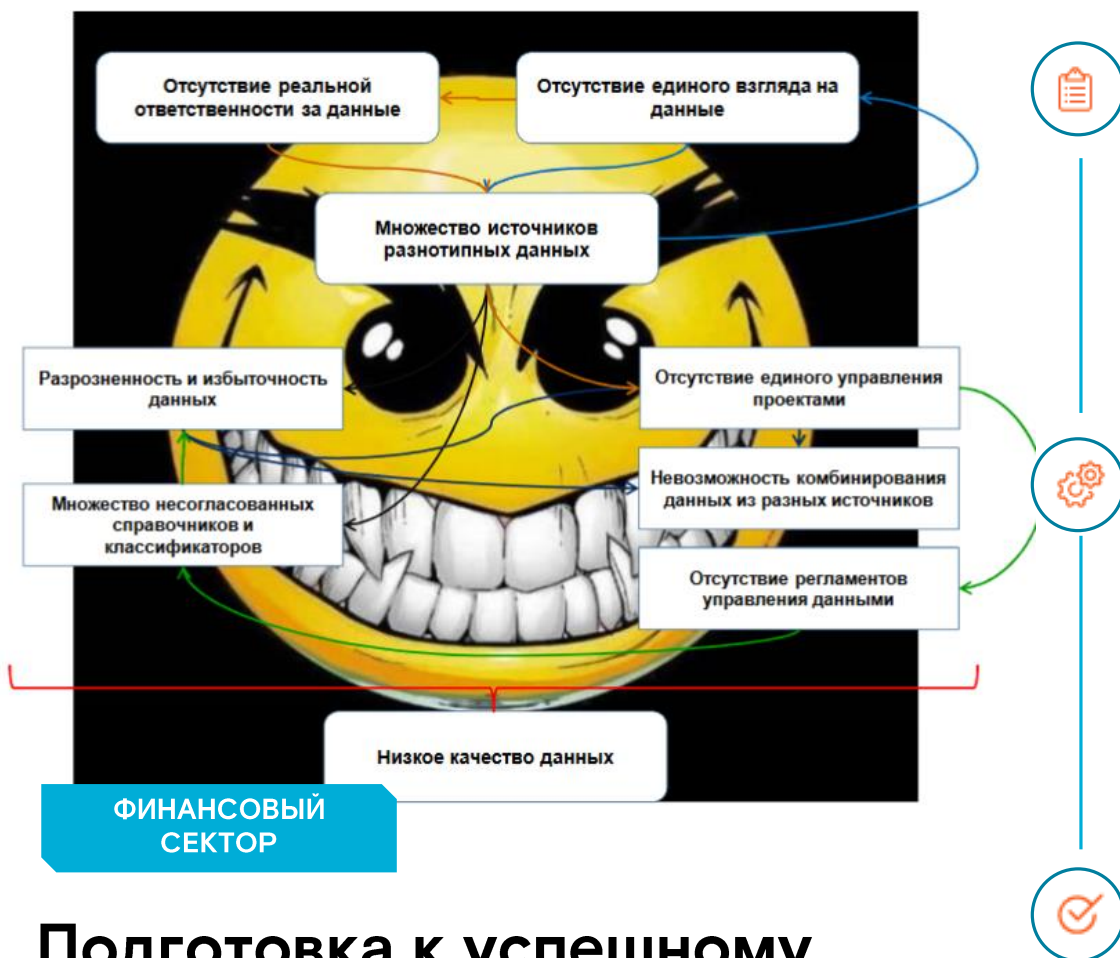 Отсутствие реальной
ответственности за данные
Отсутствие единого взгляда на
данные
Множество источников
разнотипных данных
Разрозненность и избыточность
данных
Отсутствие единого управления
проектами
Невозможность комбинирования
данных из разных источников
Множество несогласованных
справочников и
классификаторов
Отсутствие регламентов
управления данными
Низкое качество данных
ФИНАНСОВЫЙ
СЕКТОР
Подготовка к успешному